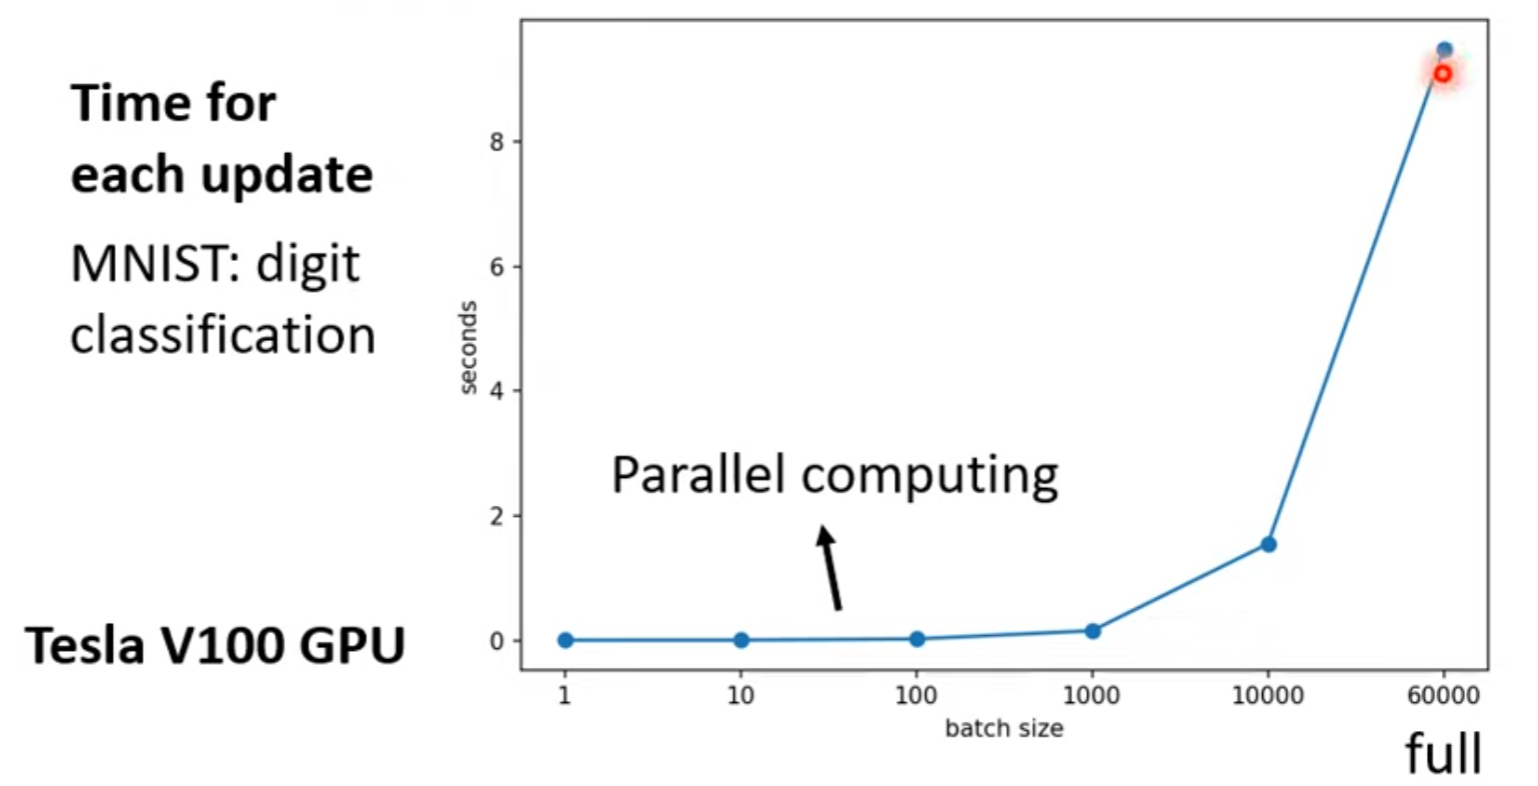 Time for
each update
MNIST: digit
classification
Tesla V100 GPU
seconds
8
6
4
2
0
Parallel computing
1 10 100 1000 10000 60000
batch size
full